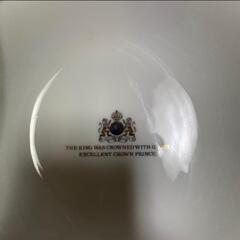 THE KING WAS CROWNED WITH
EXCELLENT CROWN PRINCE